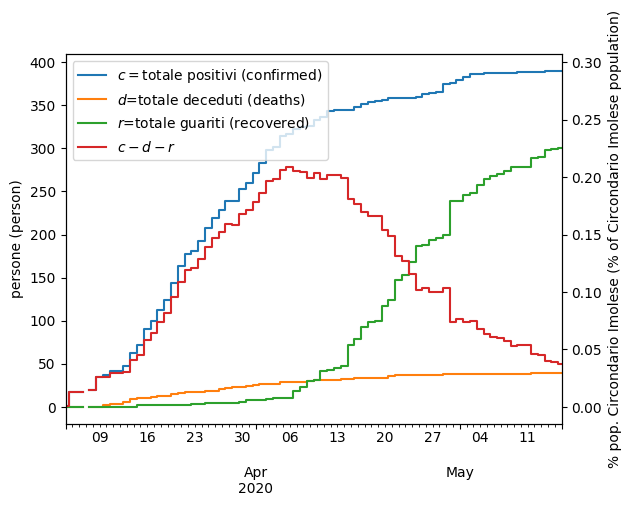 c = totale positivi (confirmed)
d=totale deceduti (deaths)
r=totale guariti (recovered)
c − d − r
persone (person)
400
350
300
250
200
150
100
50
0
0.30
0.25
0.20
0.15
0.10
0.05
0.00
% pop. Circondario Imolese (% of Circondario Imolese population)
09 16 23 30 06 13 20 27 04 11
Apr May
2020